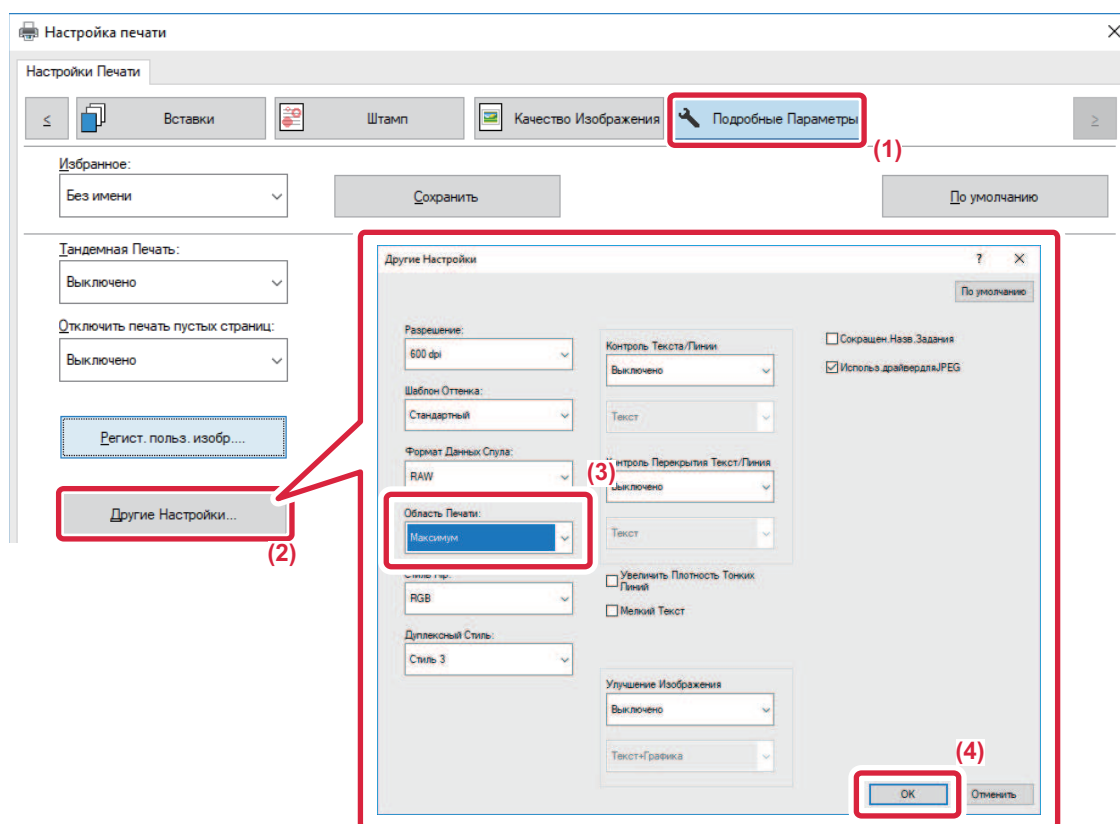 Настройка печати
Настройки Печати
< Вставки Штамп Качество Изображения Подробные Параметры >
(1)
Избранное:
Без имени Сохранить По умолчанию
Тандемная Печать:
Выключено
Отключить печать пустых страниц:
Выключено
Регист. польз. изобр....
Другие Настройки...
(2)
Другие Настройки ?
По умолчанию
Разрешение:
600 dpi
Шаблон Оттенка:
Стандартный
Формат Данных Спула:
RAW
(3)
Область Печати:
Максимум
RGB
Дуплексный Стиль:
Стиль 3
Контроль Текста/Линии
Выключено
Текст
Контроль Перекрытия Текст/Линия
Выключено
Текст
Увеличить Плотность Тонких
Линий
Мелкий Текст
Улучшение Изображения
Выключено
Текст+Графика
Сокращен.Назв.Задания
Использ.драйвердляJPEG
(4)
OK Отменить